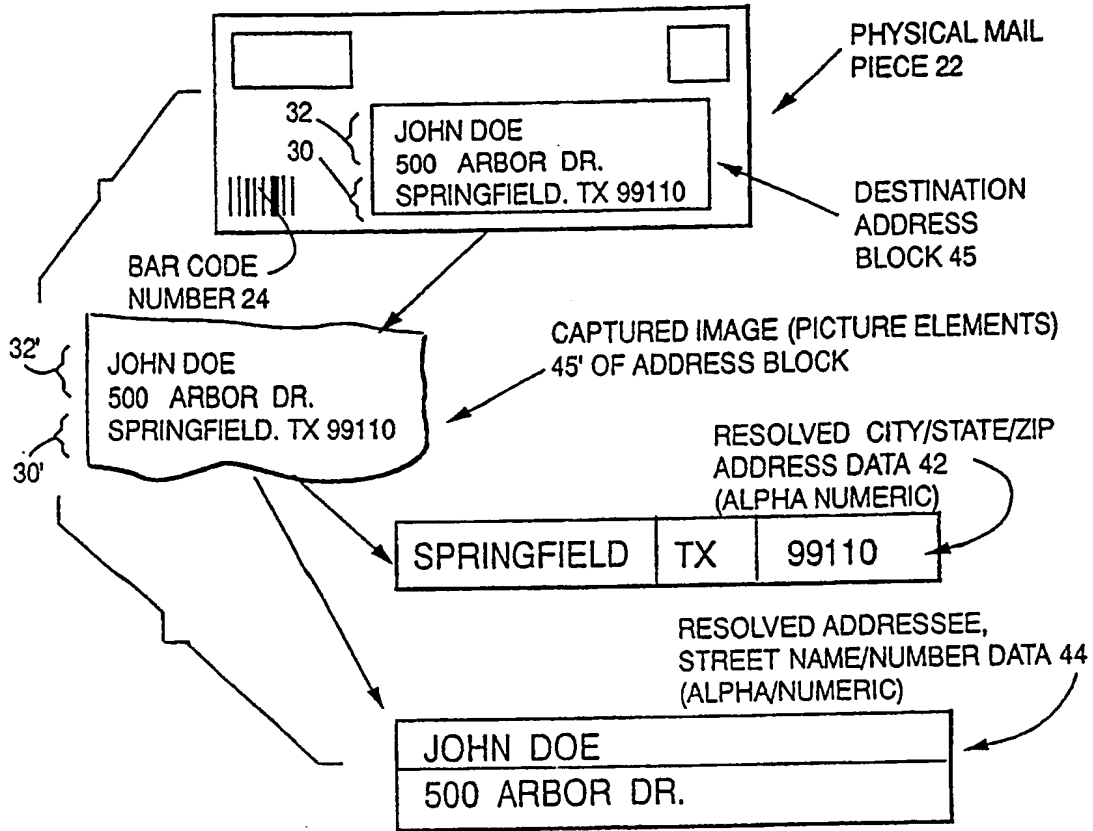 PHYSICAL MAIL
PIECE 22
32
30
JOHN DOE
500 ARBOR DR.
SPRINGFIELD. TX 99110
DESTINATION
ADDRESS
BLOCK 45
BAR CODE
NUMBER 24
32'
30'
JOHN DOE
500 ARBOR DR.
SPRINGFIELD. TX 99110
CAPTURED IMAGE (PICTURE ELEMENTS)
45' OF ADDRESS BLOCK
RESOLVED CITY/STATE/ZIP
ADDRESS DATA 42
(ALPHA NUMERIC)
SPRINGFIELD TX 99110
RESOLVED ADDRESSEE,
STREET NAME/NUMBER DATA 44
(ALPHA/NUMERIC)
JOHN DOE
500 ARBOR DR.